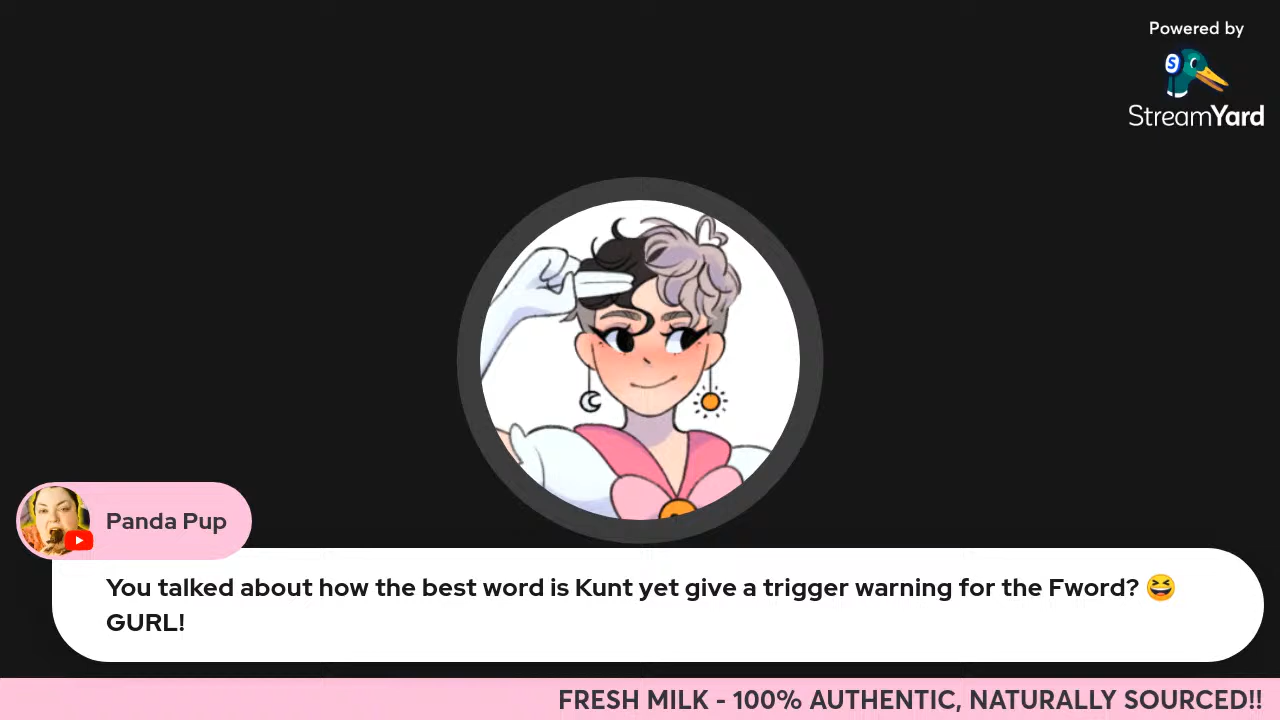 Powered by
S
StreamYard
Panda Pup
You talked about how the best word is Kunt yet give a trigger warning for the Fword? 😆
GURL!
FRESH MILK - 100% AUTHENTIC, NATURALLY SOURCED!!